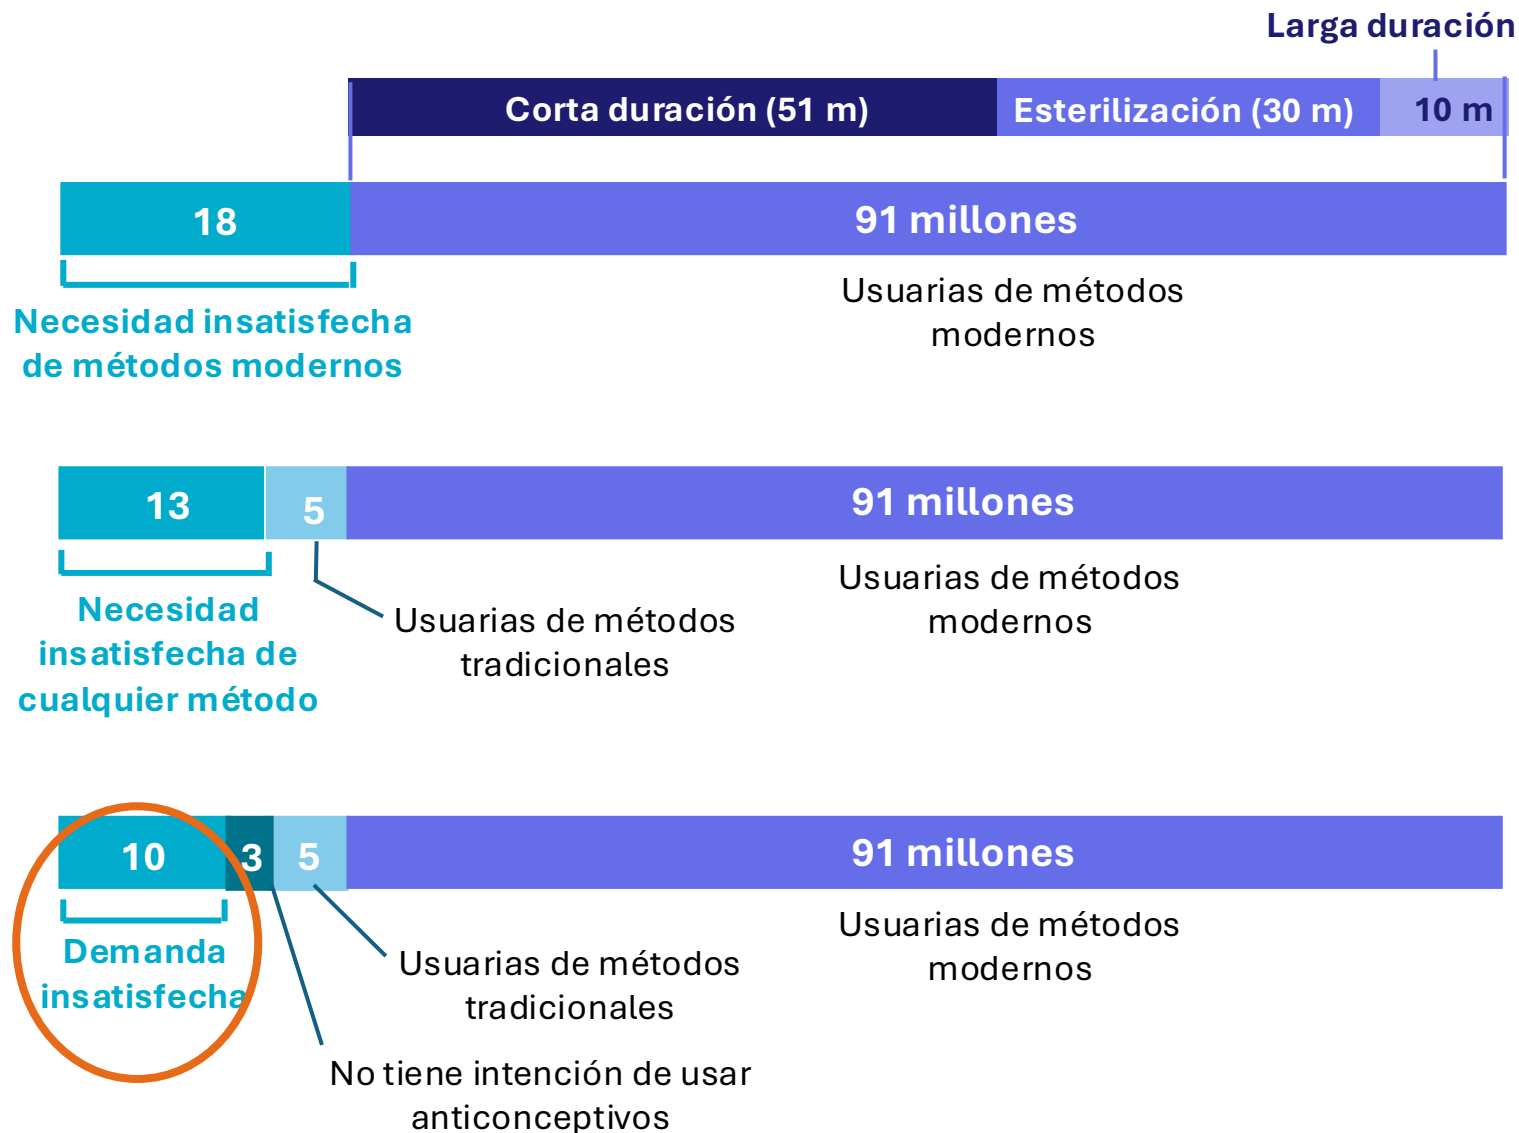 Larga duración
Corta duración (51 m)
Esterilización (30 m)
10 m
18
91 millones
Necesidad insatisfecha
de métodos modernos
Usuarias de métodos
modernos
13
5
91 millones
Necesidad
insatisfecha de
cualquier método
Usuarias de métodos
tradicionales
Usuarias de métodos
modernos
10
3
5
91 millones
Demanda
insatisfecha
Usuarias de métodos
tradicionales
Usuarias de métodos
modernos
No tiene intención de usar
anticonceptivos